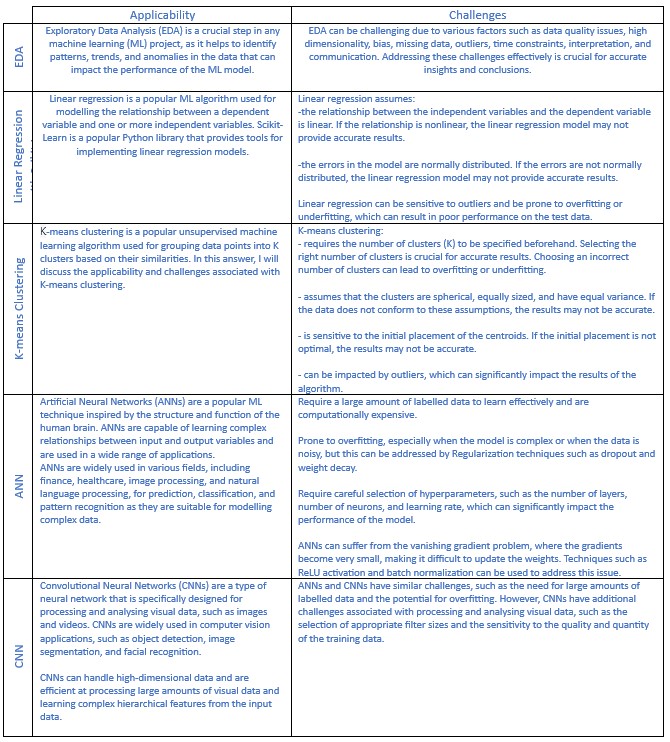 Applicability
Challenges
EDA
Exploratory Data Analysis (EDA) is a crucial step in any
machine learning (ML) project, as it helps to identify
patterns, trends, and anomalies in the data that can
impact the performance of the ML model.
EDA can be challenging due to various factors such as data quality issues, high
dimensionality, bias, missing data, outliers, time constraints, interpretation, and
communication. Addressing these challenges effectively is crucial for accurate
insights and conclusions.
Linear Regression
Linear regression is a popular ML algorithm used for
modelling the relationship between a dependent
variable and one or more independent variables. Scikit-
Learn is a popular Python library that provides tools for
implementing linear regression models.
Linear regression assumes:
-the relationship between the independent variables and the dependent variable
is linear. If the relationship is nonlinear, the linear regression model may not
provide accurate results.
-the errors in the model are normally distributed. If the errors are not normally
distributed, the linear regression model may not provide accurate results.
Linear regression can be sensitive to outliers and be prone to overfitting or
underfitting, which can result in poor performance on the test data.
K-means Clustering
K-means clustering is a popular unsupervised machine
learning algorithm used for grouping data points into K
clusters based on their similarities. In this answer, I will
discuss the applicability and challenges associated with
K-means clustering.
K-means clustering:
- requires the number of clusters (K) to be specified beforehand. Selecting the
right number of clusters is crucial for accurate results. Choosing an incorrect
number of clusters can lead to overfitting or underfitting.
- assumes that the clusters are spherical, equally sized, and have equal variance. If
the data does not conform to these assumptions, the results may not be accurate.
- is sensitive to the initial placement of the centroids. If the initial placement is not
optimal, the results may not be accurate.
- can be impacted by outliers, which can significantly impact the results of the
algorithm.
ANN
Artificial Neural Networks (ANNs) are a popular ML
technique inspired by the structure and function of the
human brain. ANNs are capable of learning complex
relationships between input and output variables and
are used in a wide range of applications.
ANNs are widely used in various fields, including
finance, healthcare, image processing, and natural
language processing, for prediction, classification, and
pattern recognition as they are suitable for modelling
complex data.
Require a large amount of labelled data to learn effectively and are
computationally expensive.
Prone to overfitting, especially when the model is complex or when the data is
noisy, but this can be addressed by Regularization techniques such as dropout and
weight decay.
Require careful selection of hyperparameters, such as the number of layers,
number of neurons, and learning rate, which can significantly impact the
performance of the model.
ANNs can suffer from the vanishing gradient problem, where the gradients
become very small, making it difficult to update the weights. Techniques such as
ReLU activation and batch normalization can be used to address this issue.
CNN
Convolutional Neural Networks (CNNs) are a type of
neural network that is specifically designed for
processing and analysing visual data, such as images
and videos. CNNs are widely used in computer vision
applications, such as object detection, image
segmentation, and facial recognition.
CNNs can handle high-dimensional data and are
efficient at processing large amounts of visual data and
learning complex hierarchical features from the input
data.
ANNs and CNNs have similar challenges, such as the need for large amounts of
labelled data and the potential for overfitting. However, CNNs have additional
challenges associated with processing and analysing visual data, such as the
selection of appropriate filter sizes and the sensitivity to the quality and quantity
of the training data.